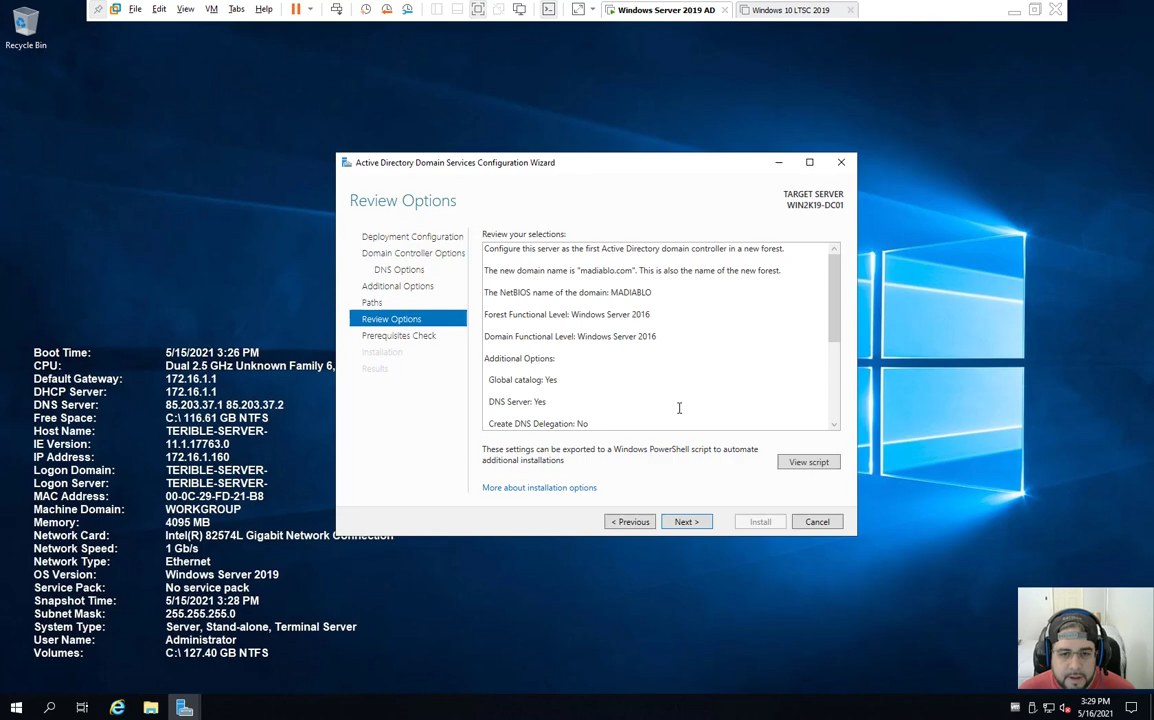 File Edit View VM Tabs Help
Windows Server 2019 AD
Windows 10 LTSC 2019
Recycle Bin
Active Directory Domain Services Configuration Wizard
Review Options
TARGET SERVER
WIN2K19-DC01
Deployment Configuration
Domain Controller Options
DNS Options
Additional Options
Paths
Review Options
Prerequisites Check
Installation
Results
Review your selections:
Configure this server as the first Active Directory domain controller in a new forest.
The new domain name is "madiablo.com". This is also the name of the new forest.
The NetBIOS name of the domain: MADIABLO
Forest Functional Level: Windows Server 2016
Domain Functional Level: Windows Server 2016
Additional Options:
Global catalog: Yes
DNS Server: Yes
Create DNS Delegation: No
These settings can be exported to a Windows PowerShell script to automate
additional installations
View script
More about installation options
< Previous
Next >
Install
Cancel
Boot Time: 5/15/2021 3:26 PM
CPU: Dual 2.5 GHz Unknown Family 6,
Default Gateway: 172.16.1.1
DHCP Server: 172.16.1.1
DNS Server: 85.203.37.1 85.203.37.2
Free Space: C:\ 116.61 GB NTFS
Host Name: TERIBLE-SERVER-
IE Version: 11.1.17763.0
IP Address: 172.16.1.160
Logon Domain: TERIBLE-SERVER-
Logon Server: TERIBLE-SERVER-
MAC Address: 00-0C-29-FD-21-B8
Machine Domain: WORKGROUP
Memory: 4095 MB
Network Card: Intel(R) 82574L Gigabit Network Connection
Network Speed: 1 Gb/s
Network Type: Ethernet
OS Version: Windows Server 2019
Service Pack: No service pack
Snapshot Time: 5/15/2021 3:28 PM
Subnet Mask: 255.255.255.0
System Type: Server, Stand-alone, Terminal Server
User Name: Administrator
Volumes: C:\ 127.40 GB NTFS
3:29 PM
5/16/2021